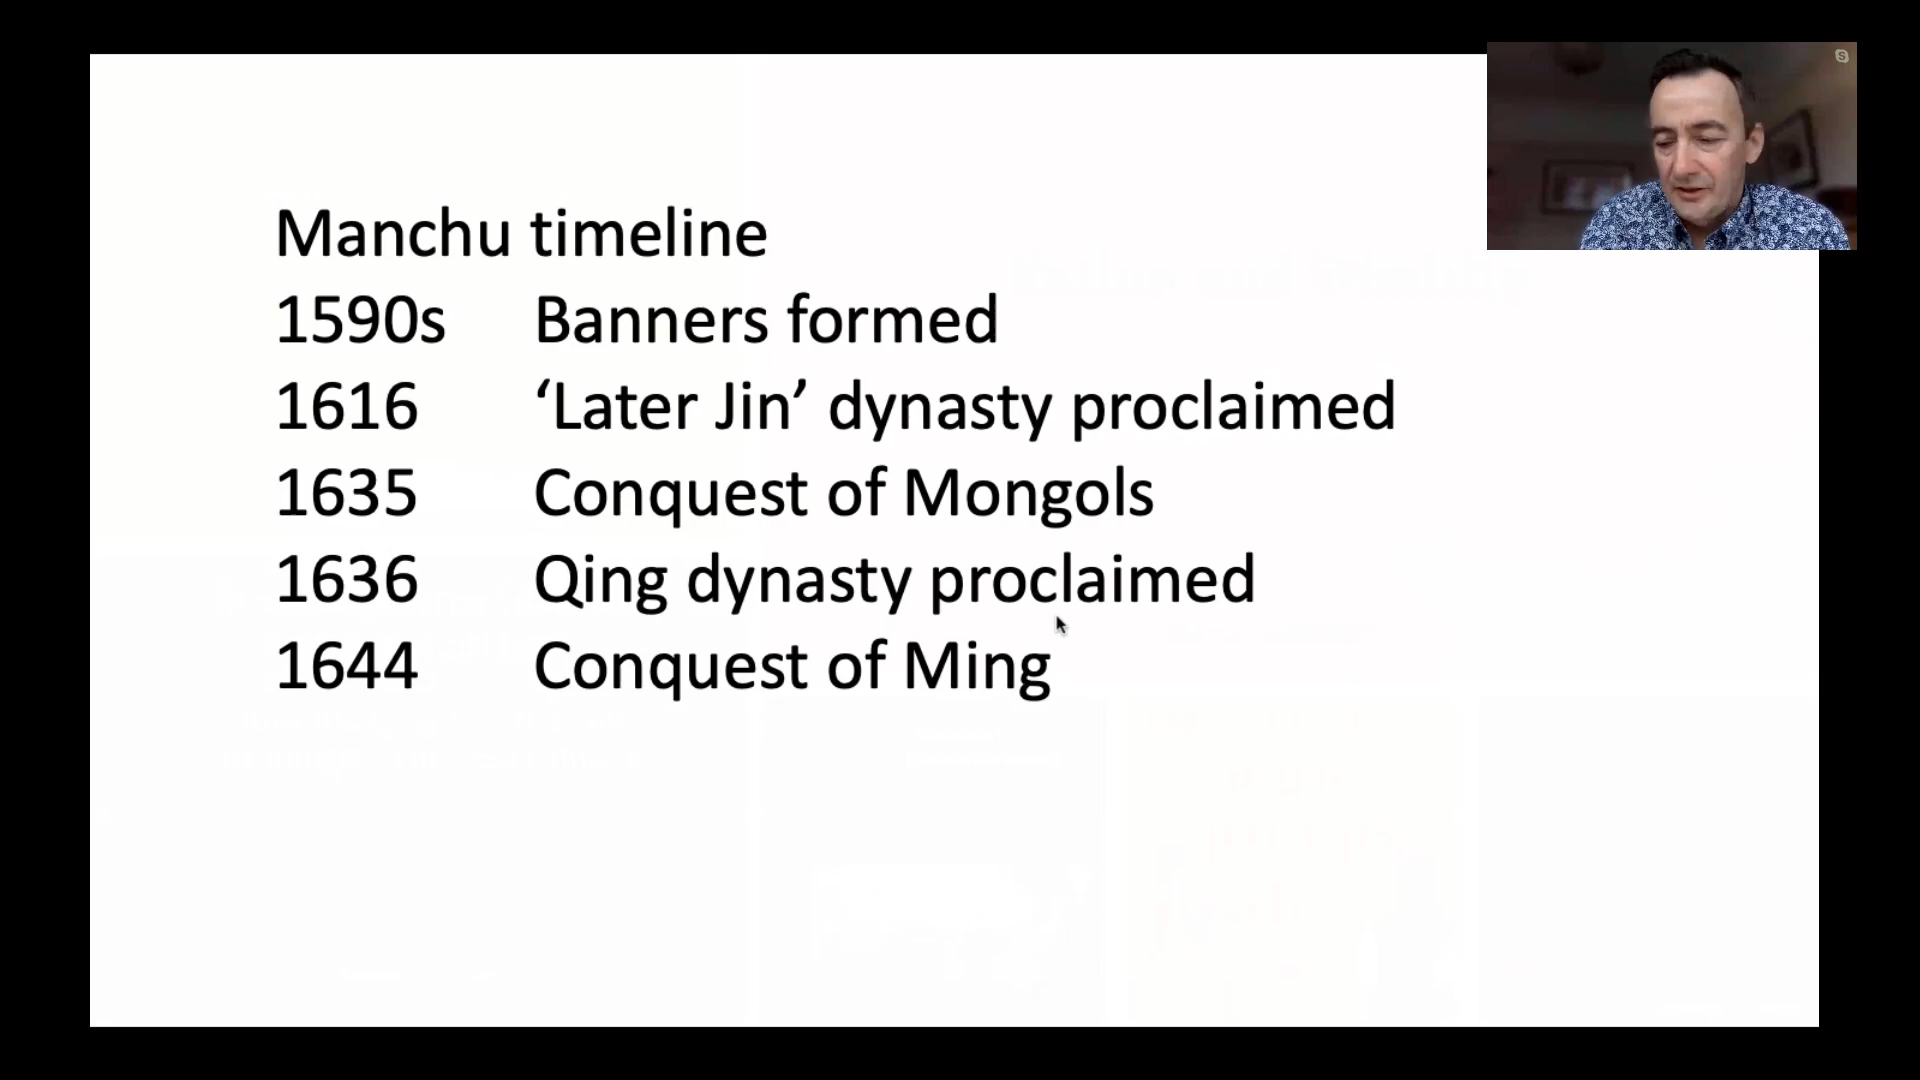 Manchu timeline
1590s Banners formed
1616 ‘Later Jin’ dynasty proclaimed
1635 Conquest of Mongols
1636 Qing dynasty proclaimed
1644 Conquest of Ming